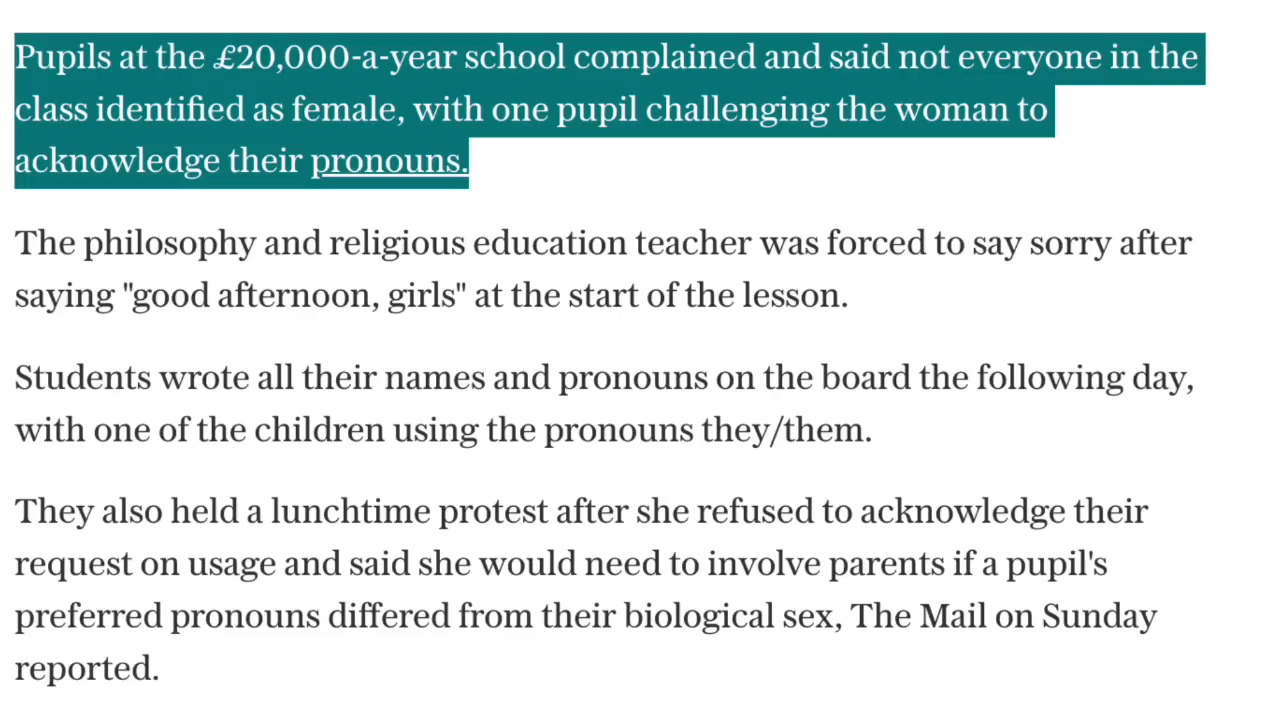 Pupils at the £20,000-a-year school complained and said not everyone in the
class identified as female, with one pupil challenging the woman to
acknowledge their pronouns.
The philosophy and religious education teacher was forced to say sorry after
saying "good afternoon, girls" at the start of the lesson.
Students wrote all their names and pronouns on the board the following day,
with one of the children using the pronouns they/them.
They also held a lunchtime protest after she refused to acknowledge their
request on usage and said she would need to involve parents if a pupil's
preferred pronouns differed from their biological sex, The Mail on Sunday
reported.